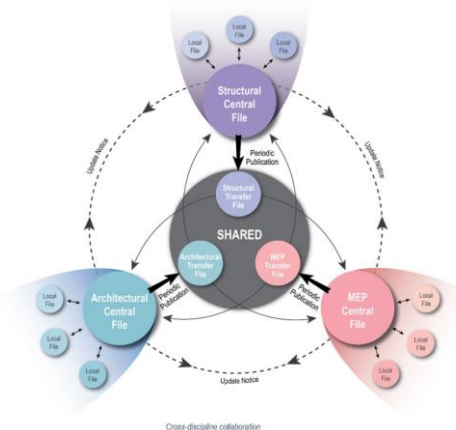 Local
File
Local
File
Local
File
Structural
Central
File
Update Notice
Update Notice
Periodic
Publication
Structural
Transfer
File
SHARED
Architectural
Transfer
File
MEP
Transfer
File
Periodic
Publication
Periodic
Publication
Local
File
Local
File
Local
File
Architectural
Central
File
MEP
Central
File
Local
File
Local
File
Local
File
Update Notice
Cross-discipline collaboration